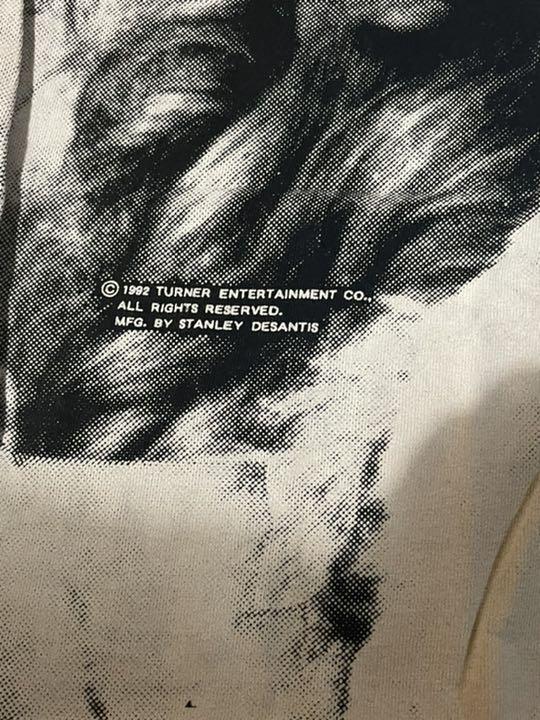 © 1992 TURNER ENTERTAINMENT CO.,
ALL RIGHTS RESERVED.
MFG. BY STANLEY DESANTIS